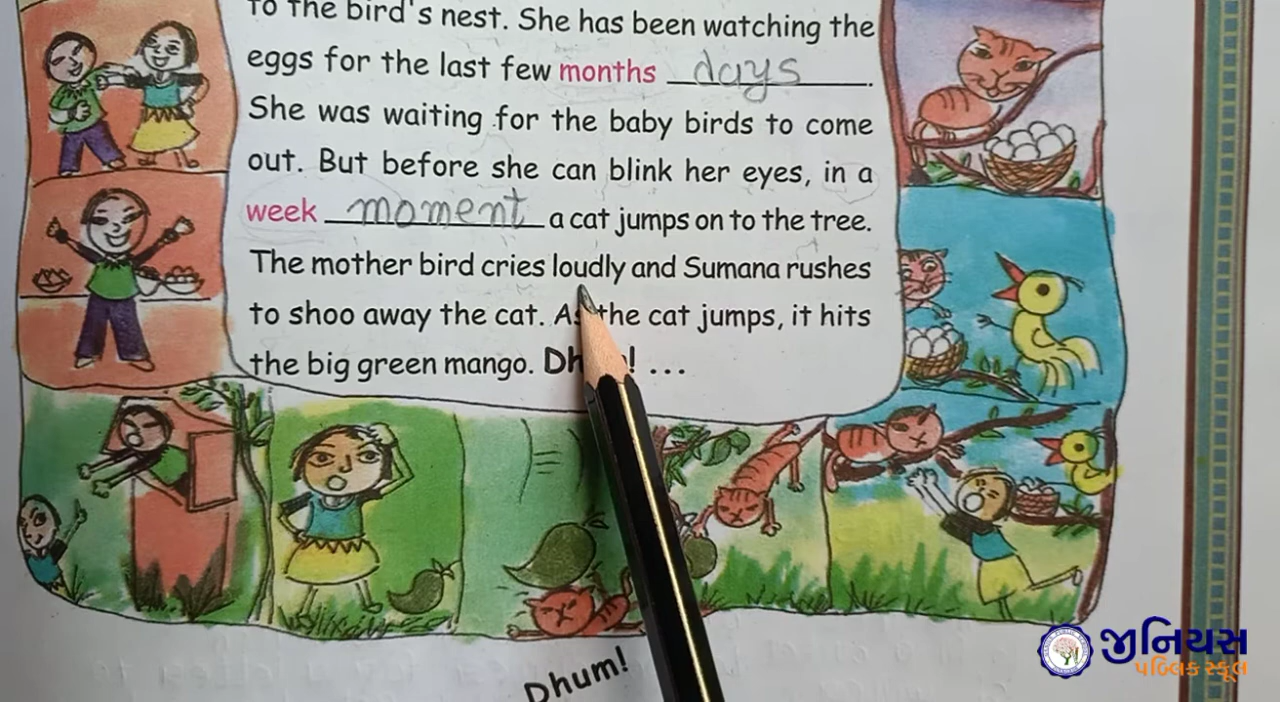 to the bird's nest. She has been watching the
eggs for the last few months days.
She was waiting for the baby birds to come
out. But before she can blink her eyes, in a
week moment a cat jumps on to the tree.
The mother bird cries loudly and Sumana rushes
to shoo away the cat. As the cat jumps, it hits
the big green mango. ! ...
Dhum!
જીનિયસ
પબ્લિક સ્કૂલ